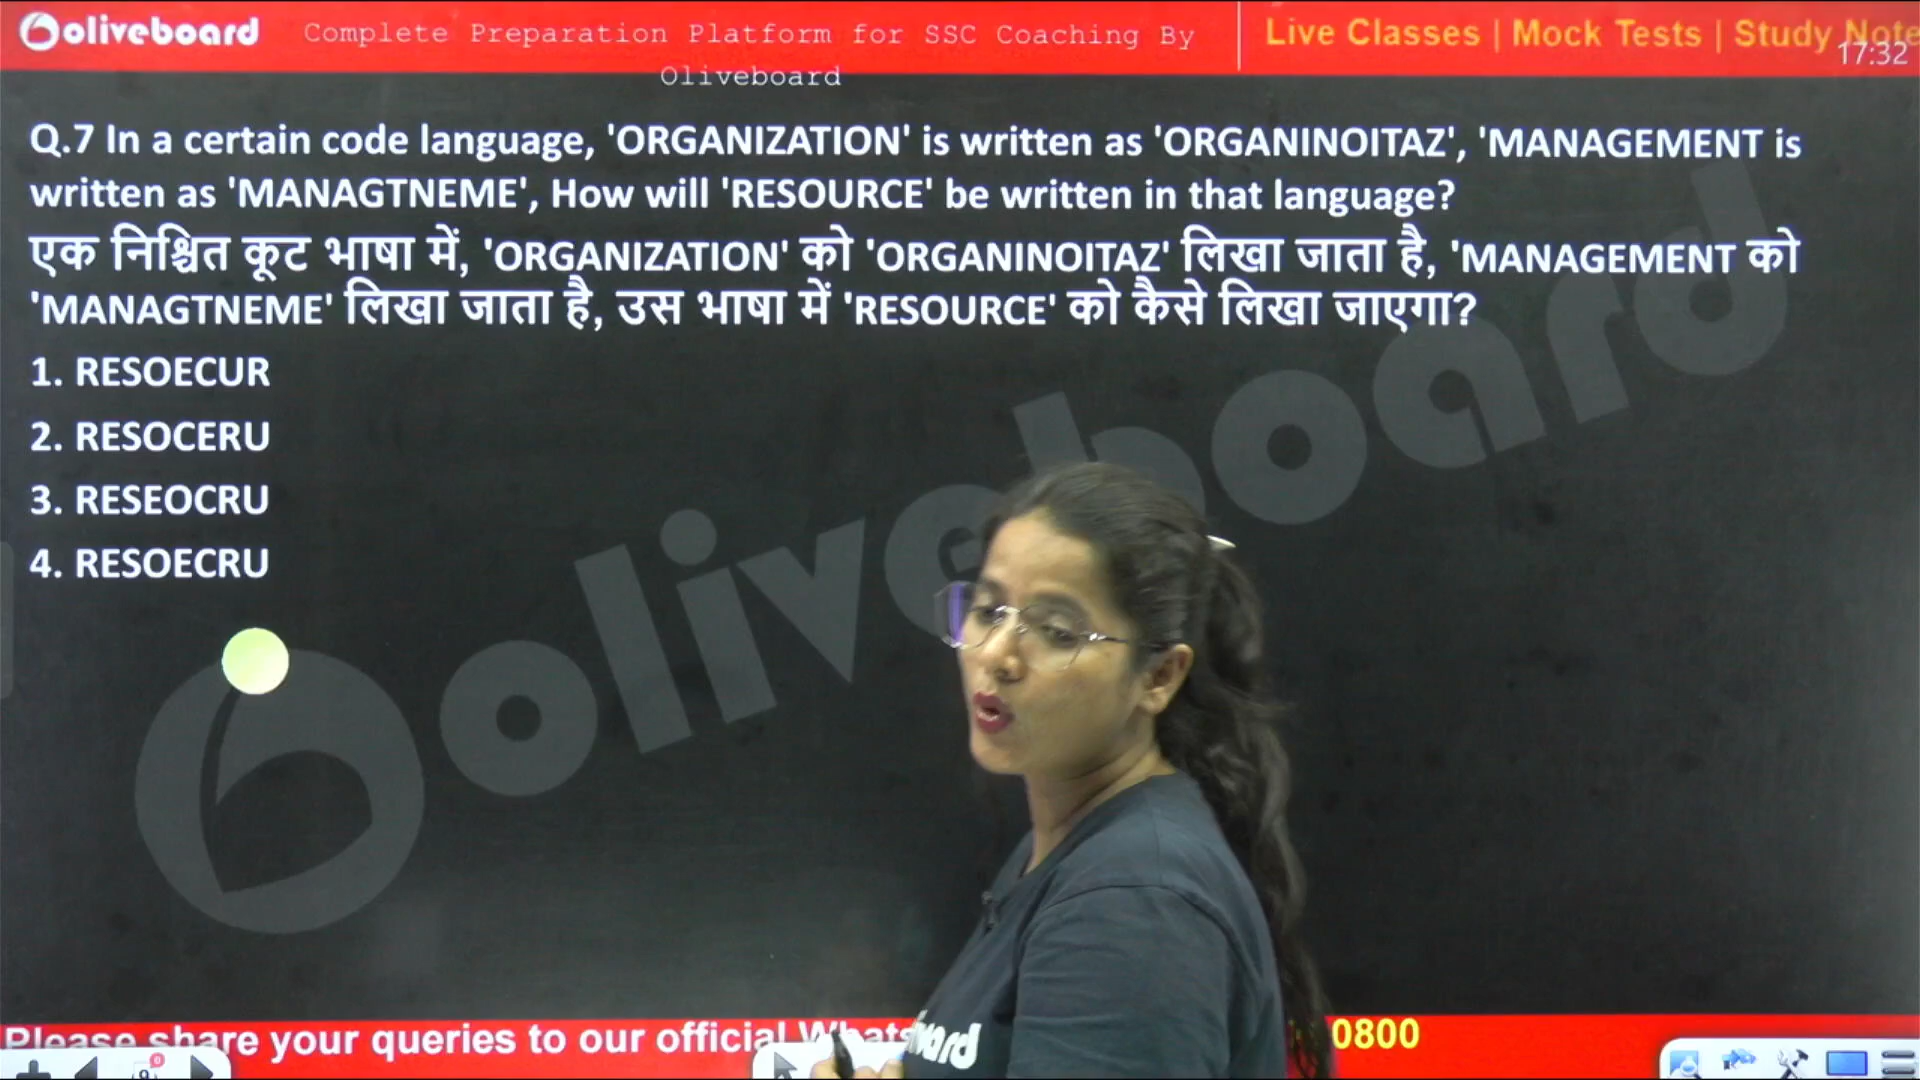 oliveboard Complete Preparation Platform for SSC Coaching By Live Classes | Mock Tests | Study Note
Oliveboard
17:32
Q.7 In a certain code language, 'ORGANIZATION' is written as 'ORGANINOITAZ', 'MANAGEMENT is
written as 'MANAGTNEME', How will 'RESOURCE' be written in that language?
एक निश्चित कूट भाषा में, 'ORGANIZATION' को 'ORGANINOITAZ' लिखा जाता है, 'MANAGEMENT को
'MANAGTNEME' लिखा जाता है, उस भाषा में 'RESOURCE' को कैसे लिखा जाएगा?
1. RESOECUR
2. RESOCERU
3. RESEOCRU
4. RESOECRU
oliveboard
Please share your queries to our official Whats 0800